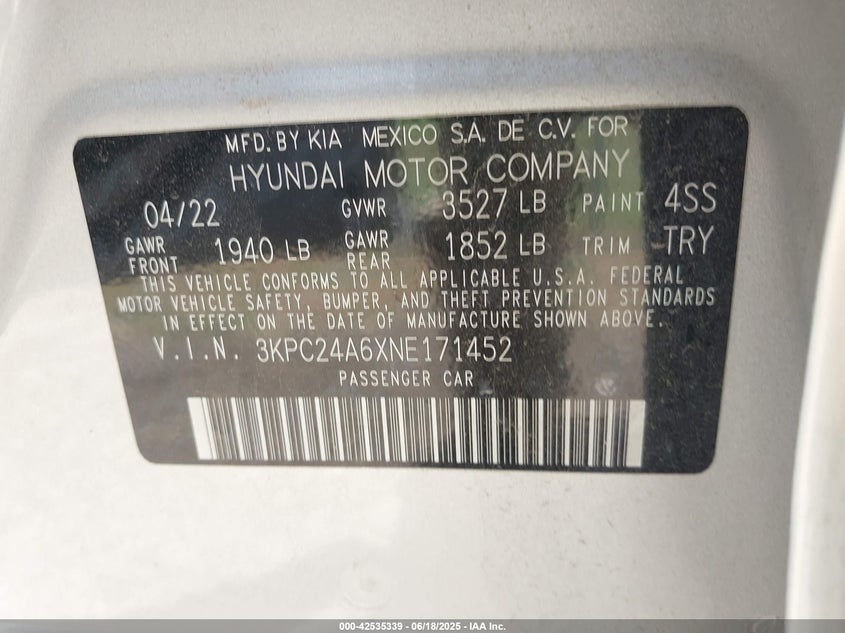 MFD. BY KIA MEXICO S.A. DE C.V. FOR
HYUNDAI MOTOR COMPANY
04/22 GVWR 3527 LB PAINT 4SS
GAWR FRONT 1940 LB GAWR REAR 1852 LB TRIM TRY
THIS VEHICLE CONFORMS TO ALL APPLICABLE U.S.A. FEDERAL
MOTOR VEHICLE SAFETY, BUMPER, AND THEFT PREVENTION STANDARDS
IN EFFECT ON THE DATE OF MANUFACTURE SHOWN ABOVE.
V.I.N. 3KPC24A6XNE171452
PASSENGER CAR
000-42535339 - 06/18/2025 - IAA Inc.